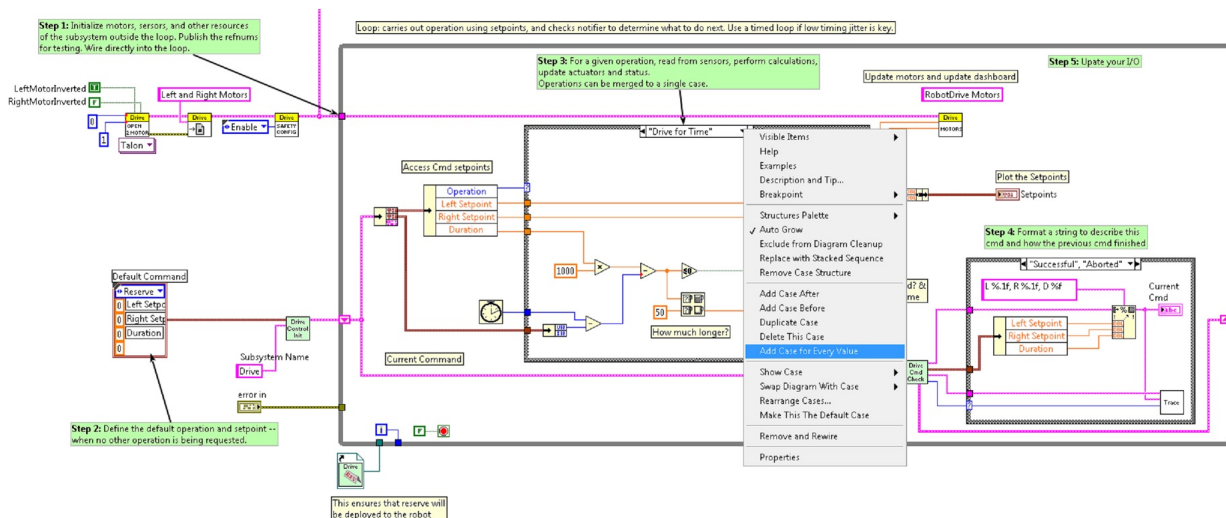 Step 1: Initialize motors, sensors, and other resources
of the subsystem outside the loop. Publish the refnums
for testing. Wire directly into the loop.
Loop: carries out operation using setpoints, and checks notifier to determine what to do next. Use a timed loop if low timing jitter is key.
Step 3: For a given operation, read from sensors, perform calculations,
update actuators and status.
Operations can be merged to a single case.
Step 5: Upate your I/O
Update motors and update dashboard
RobotDrive Motors
LeftMotorInverted
T
RightMotorInverted
F
Left and Right Motors
0
1
Drive
OPEN
2 MOTOR
Talon
Drive
Enable
Drive
SAFETY
CONFIG
Drive
MOTORS
"Drive for Time"
Visible Items
Help
Examples
Description and Tip...
Breakpoint
Structures Palette
Auto Grow
Exclude from Diagram Cleanup
Replace with Stacked Sequence
Remove Case Structure
Add Case After
Add Case Before
Duplicate Case
Delete This Case
Add Case for Every Value
Show Case
Swap Diagram With Case
Rearrange Cases...
Make This The Default Case
Remove and Rewire
Properties
Access Cmd setpoints
Operation
Left Setpoint
Right Setpoint
Duration
1000
50
How much longer?
Plot the Setpoints
Setpoints
Step 4: Format a string to describe this
cmd and how the previous cmd finished
"Successful", "Aborted"
L %.1f, R %.1f, D %f
Current
Cmd
abc
Left Setpoint
Right Setpoint
Duration
Trace
d? &
me
Drive
Cmd
Check
Default Command
Reserve
0
Left Setpo
0
Right Set
0
Duration
0
Drive
Control
Init
Subsystem Name
Drive
Current Command
error in
Step 2: Define the default operation and setpoint --
when no other operation is being requested.
i
F
Drive
This ensures that reserve will
be deployed to the robot